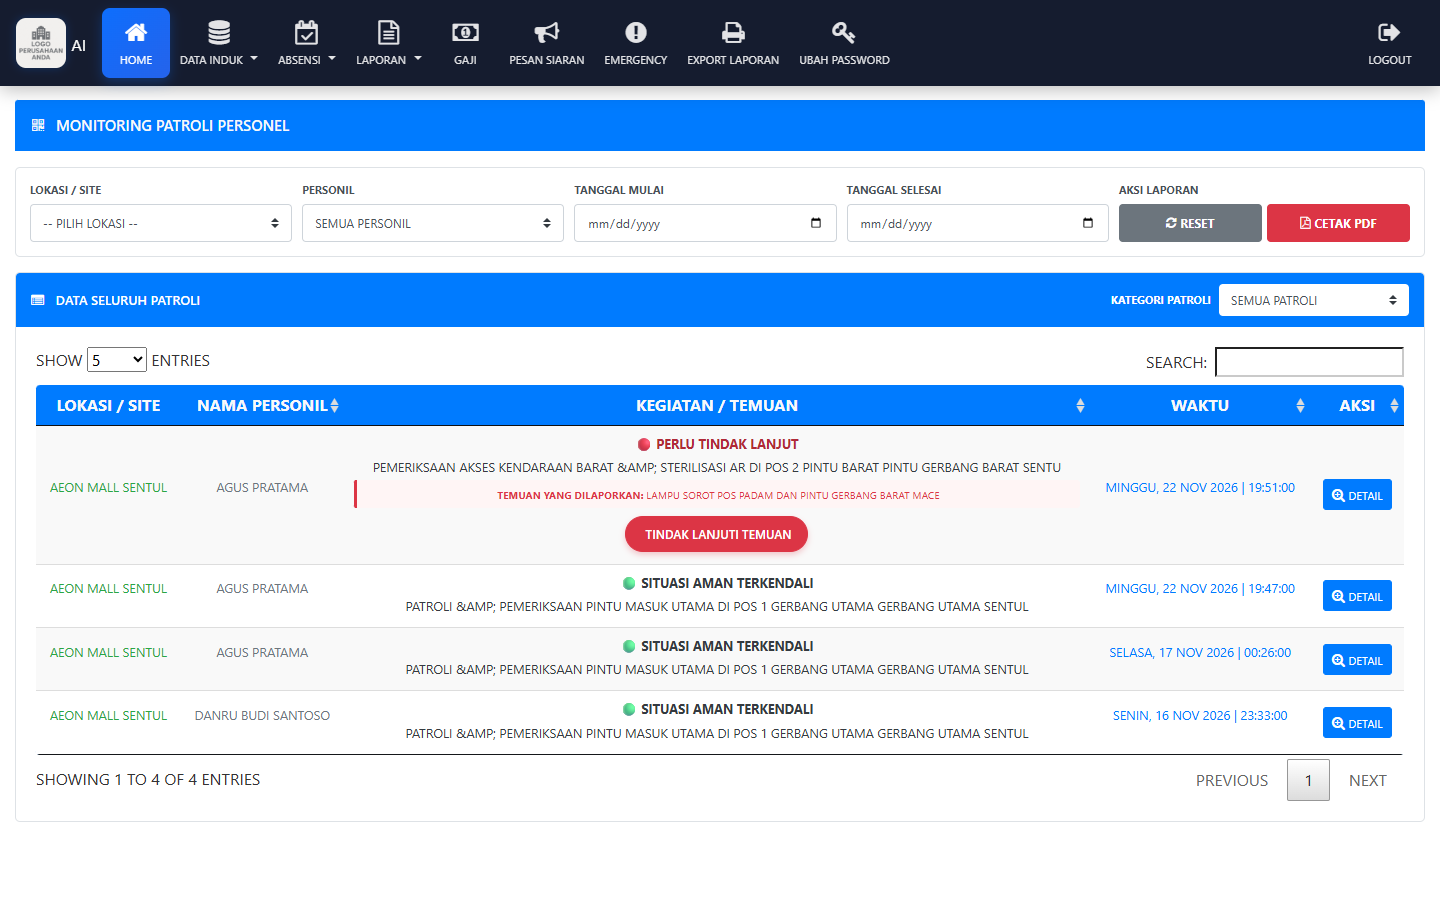 LOGO
PERUSAHAAN
ANDA
AI
HOME
DATA INDUK
ABSENSI
LAPORAN
GAJI
PESAN SIARAN
EMERGENCY
EXPORT LAPORAN
UBAH PASSWORD
LOGOUT
MONITORING PATROLI PERSONEL
LOKASI / SITE
PERSONIL
TANGGAL MULAI
TANGGAL SELESAI
AKSI LAPORAN
-- PILIH LOKASI --
SEMUA PERSONIL
mm/dd/yyyy
mm/dd/yyyy
RESET
CETAK PDF
DATA SELURUH PATROLI
KATEGORI PATROLI
SEMUA PATROLI
SHOW 5 ENTRIES
SEARCH:
LOKASI / SITE
NAMA PERSONIL
KEGIATAN / TEMUAN
WAKTU
AKSI
PERLU TINDAK LANJUT
PEMERIKSAAN AKSES KENDARAAN BARAT &AMP; STERILISASI AR DI POS 2 PINTU BARAT PINTU GERBANG BARAT SENTU
AEON MALL SENTUL
AGUS PRATAMA
TEMUAN YANG DILAPORKAN: LAMPU SOROT POS PADAM DAN PINTU GERBANG BARAT MACE
MINGGU, 22 NOV 2026 | 19:51:00
DETAIL
TINDAK LANJUTI TEMUAN
AEON MALL SENTUL
AGUS PRATAMA
SITUASI AMAN TERKENDALI
PATROLI &AMP; PEMERIKSAAN PINTU MASUK UTAMA DI POS 1 GERBANG UTAMA GERBANG UTAMA SENTUL
MINGGU, 22 NOV 2026 | 19:47:00
DETAIL
AEON MALL SENTUL
AGUS PRATAMA
SITUASI AMAN TERKENDALI
PATROLI &AMP; PEMERIKSAAN PINTU MASUK UTAMA DI POS 1 GERBANG UTAMA GERBANG UTAMA SENTUL
SELASA, 17 NOV 2026 | 00:26:00
DETAIL
AEON MALL SENTUL
DANRU BUDI SANTOSO
SITUASI AMAN TERKENDALI
PATROLI &AMP; PEMERIKSAAN PINTU MASUK UTAMA DI POS 1 GERBANG UTAMA GERBANG UTAMA SENTUL
SENIN, 16 NOV 2026 | 23:33:00
DETAIL
SHOWING 1 TO 4 OF 4 ENTRIES
PREVIOUS
1
NEXT